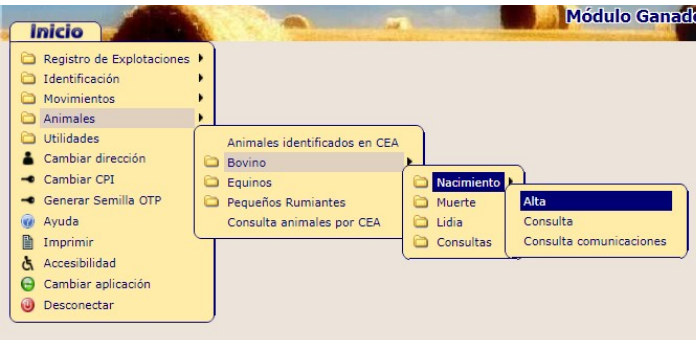 Módulo Ganad
Inicio
Registro de Explotaciones
Identificación
Movimientos
Animales
Utilidades
Cambiar dirección
Cambiar CPI
Generar Semilla OTP
Ayuda
Imprimir
Accesibilidad
Cambiar aplicación
Desconectar
Animales identificados en CEA
Bovino
Equinos
Pequeños Rumiantes
Consulta animales por CEA
Nacimiento
Muerte
Lidia
Consultas
Alta
Consulta
Consulta comunicaciones